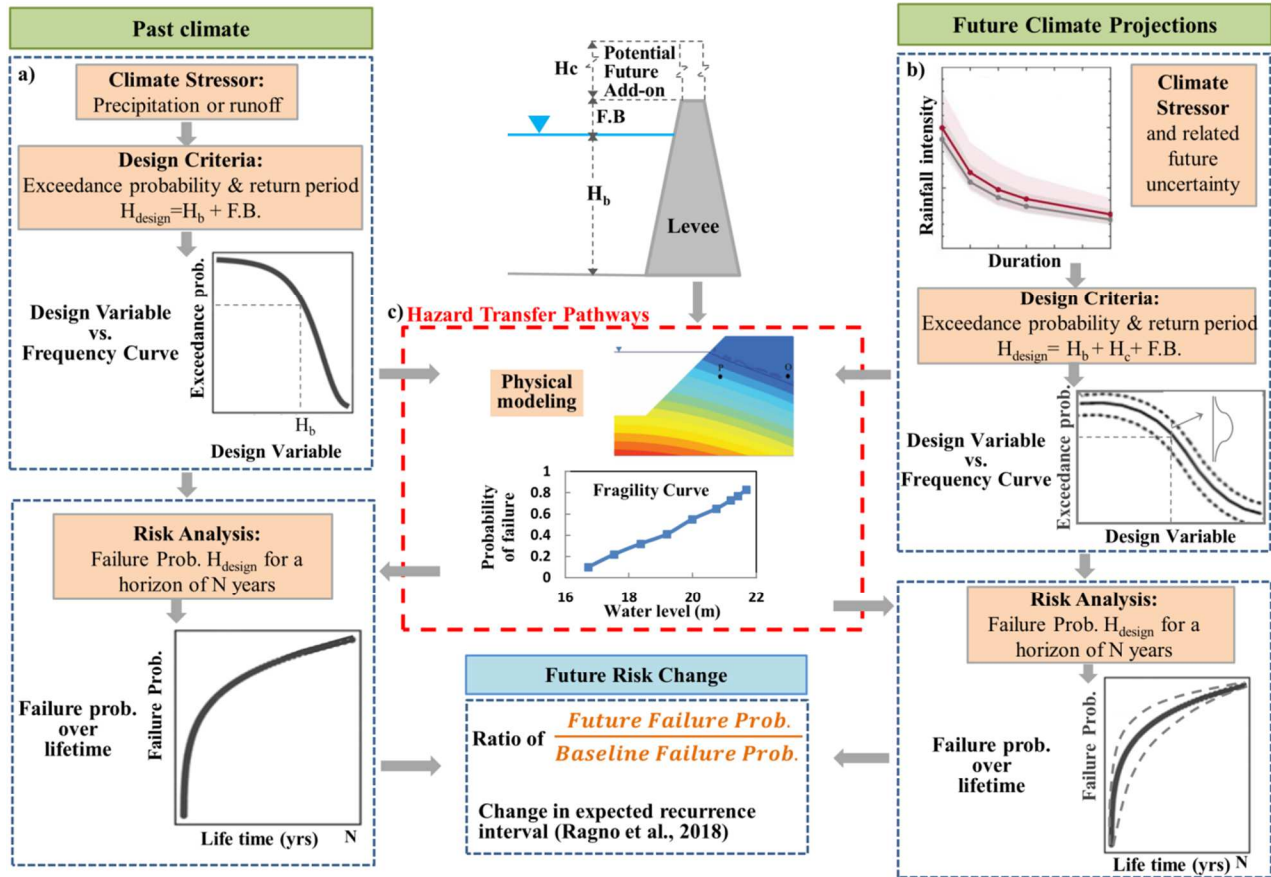 Past climate
a)
Climate Stressor:
Precipitation or runoff
Design Criteria:
Exceedance probability & return period
H_design=H_b + F.B.
Design Variable
vs.
Frequency Curve
Exceedance prob.
H_b
Design Variable
Risk Analysis:
Failure Prob. H_design for a
horizon of N years
Failure prob.
over
lifetime
Failure Prob.
Life time (yrs)
N
Hc
Potential
Future
Add-on
F.B
H_b
Levee
c)
Hazard Transfer Pathways
Physical
modeling
P
O
Fragility Curve
Probability
of failure
1
0.8
0.6
0.4
0.2
0
16
18
20
22
Water level (m)
Future Risk Change
Ratio of
Future Failure Prob.
Baseline Failure Prob.
Change in expected recurrence
interval (Ragno et al., 2018)
Future Climate Projections
b)
Rainfall intensity
Duration
Climate
Stressor
and related
future
uncertainty
Design Criteria:
Exceedance probability & return period
H_design= H_b + H_c+ F.B.
Design Variable
vs.
Frequency Curve
Exceedance prob.
Design Variable
Risk Analysis:
Failure Prob. H_design for a
horizon of N years
Failure prob.
over
lifetime
Failure Prob.
Life time (yrs)
N